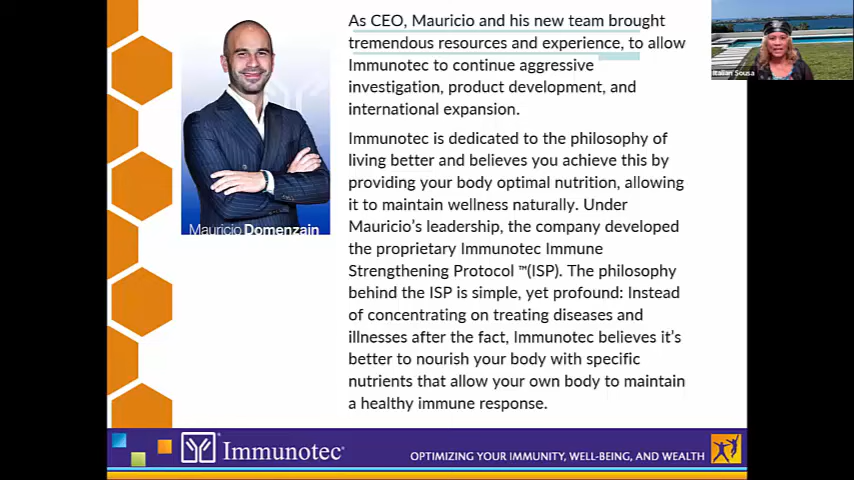 As CEO, Mauricio and his new team brought
tremendous resources and experience, to allow
Immunotec to continue aggressive
investigation, product development, and
international expansion.
Immunotec is dedicated to the philosophy of
living better and believes you achieve this by
providing your body optimal nutrition, allowing
it to maintain wellness naturally. Under
Mauricio's leadership, the company developed
the proprietary Immunotec Immune
Strengthening Protocol ™(ISP). The philosophy
behind the ISP is simple, yet profound: Instead
of concentrating on treating diseases and
illnesses after the fact, Immunotec believes it's
better to nourish your body with specific
nutrients that allow your own body to maintain
a healthy immune response.
Mauricio Domenzain
Italian Sousa
Immunotec
OPTIMIZING YOUR IMMUNITY, WELL-BEING, AND WEALTH